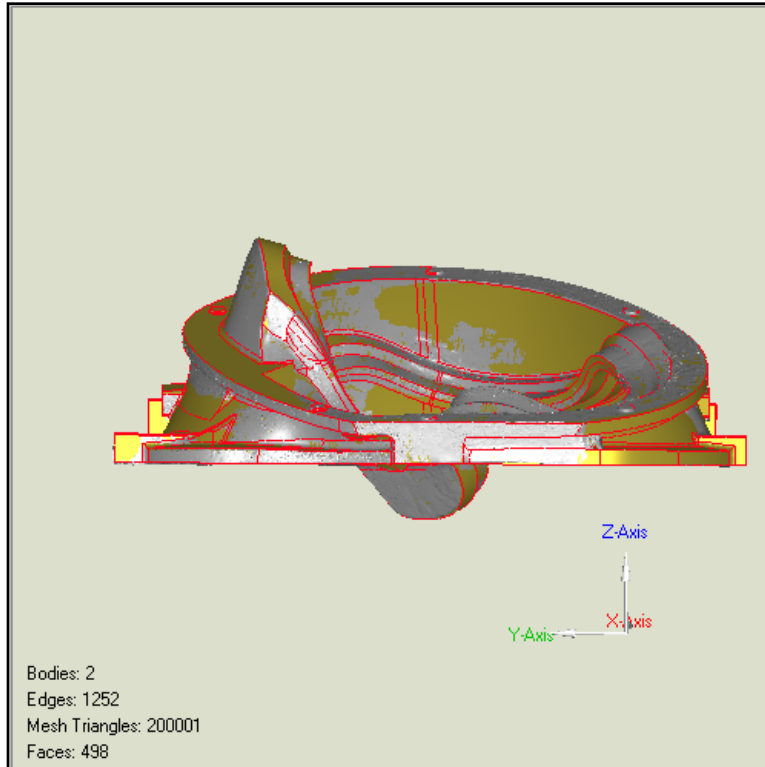 Z-Axis
X-Axis
Y-Axis
Bodies: 2
Edges: 1252
Mesh Triangles: 200001
Faces: 498